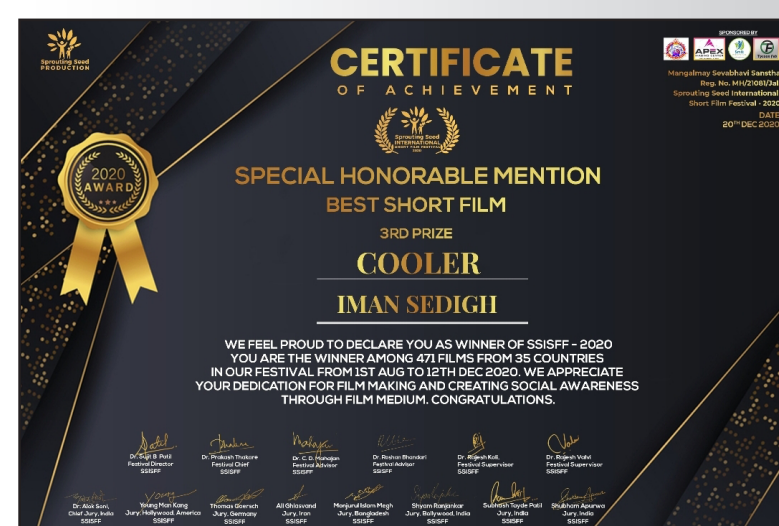 Sprouting Seed
PRODUCTION
CERTIFICATE
OF ACHIEVEMENT
SPONSORED BY
APEX
Mangalmay Sevabhavi Sanstha
Reg. No. MH/21081/Jal
Sprouting Seed International
Short Film Festival - 2020
DATE
20TH DEC 2020
Sprouting Seed
INTERNATIONAL
SHORT FILM FESTIVAL
2020
2020
AWARD
SPECIAL HONORABLE MENTION
BEST SHORT FILM
3RD PRIZE
COOLER
IMAN SEDIGH
WE FEEL PROUD TO DECLARE YOU AS WINNER OF SSISFF - 2020
YOU ARE THE WINNER AMONG 471 FILMS FROM 35 COUNTRIES
IN OUR FESTIVAL FROM 1ST AUG TO 12TH DEC 2020. WE APPRECIATE
YOUR DEDICATION FOR FILM MAKING AND CREATING SOCIAL AWARENESS
THROUGH FILM MEDIUM. CONGRATULATIONS.
Dr. Sujit B Patil
Festival Director
SSISFF
Dr. Prakash Thakare
Festival Chief
SSISFF
Dr. C. D. Mahajan
Festival Advisor
SSISFF
Dr. Roshan Bhandari
Festival Advisor
SSISFF
Dr. Rajesh Koli.
Festival Supervisor
SSISFF
Dr. Rajesh Valvi
Festival Supervisor
SSISFF
Dr. Alok Soni,
Chief Jury, India
SSISFF
Young Man Kang
Jury, Hollywood, America
SSISFF
Thomas Goersch
Jury, Germany
SSISFF
Ali Ghiasvand
Jury, Iran
SSISFF
Monjurul Islam Megh
Jury, Bangladesh
SSISFF
Shyam Ranjankar
Jury, Bollywood, India
SSISFF
Subhash Tayde Patil
Jury, India
SSISFF
Shubham Apurwa
Jury, India
SSISFF